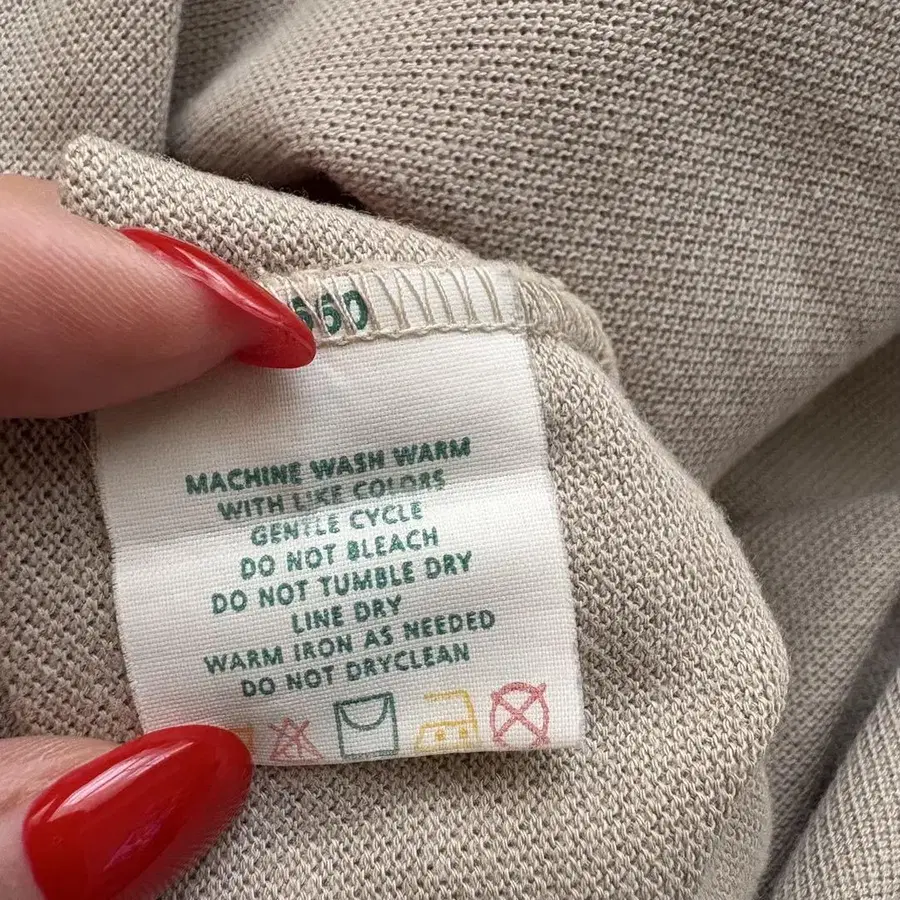 660
MACHINE WASH WARM
WITH LIKE COLORS
GENTLE CYCLE
DO NOT BLEACH
DO NOT TUMBLE DRY
LINE DRY
WARM IRON AS NEEDED
DO NOT DRYCLEAN